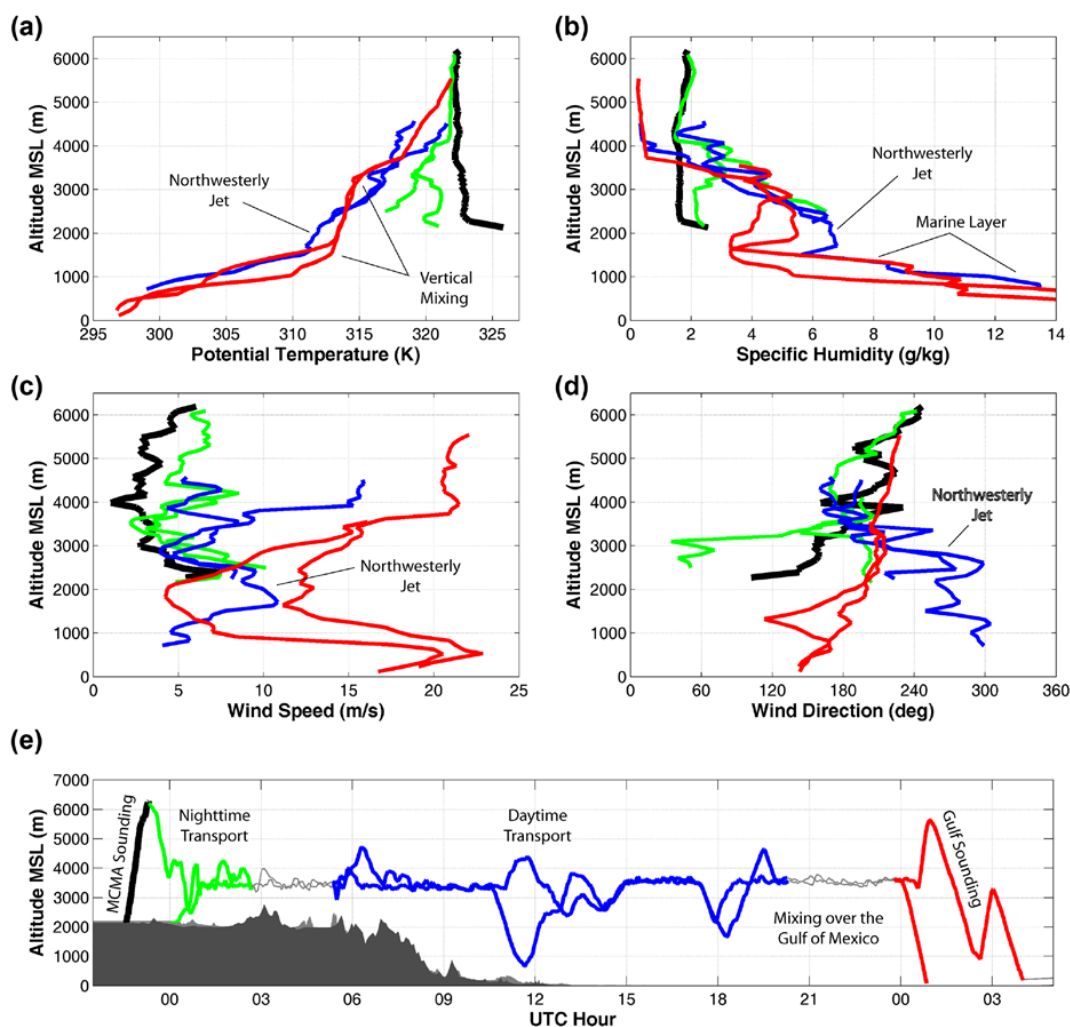 (a)
6000
5000
4000
3000
2000
1000
0
Altitude MSL (m)
Northwesterly
Jet
Vertical
Mixing
295
300
305
310
315
320
325
Potential Temperature (K)
(b)
6000
5000
4000
3000
2000
1000
0
Altitude MSL (m)
Northwesterly
Jet
Marine Layer
0
2
4
6
8
10
12
14
Specific Humidity (g/kg)
(c)
6000
5000
4000
3000
2000
1000
0
Altitude MSL (m)
Northwesterly
Jet
0
5
10
15
20
25
Wind Speed (m/s)
(d)
6000
5000
4000
3000
2000
1000
0
Altitude MSL (m)
Northwesterly
Jet
0
60
120
180
240
300
360
Wind Direction (deg)
(e)
7000
6000
5000
4000
3000
2000
1000
0
Altitude MSL (m)
MCMA Sounding
Nighttime
Transport
Daytime
Transport
Mixing over the
Gulf of Mexico
Gulf Sounding
00
03
06
09
12
15
18
21
00
03
UTC Hour